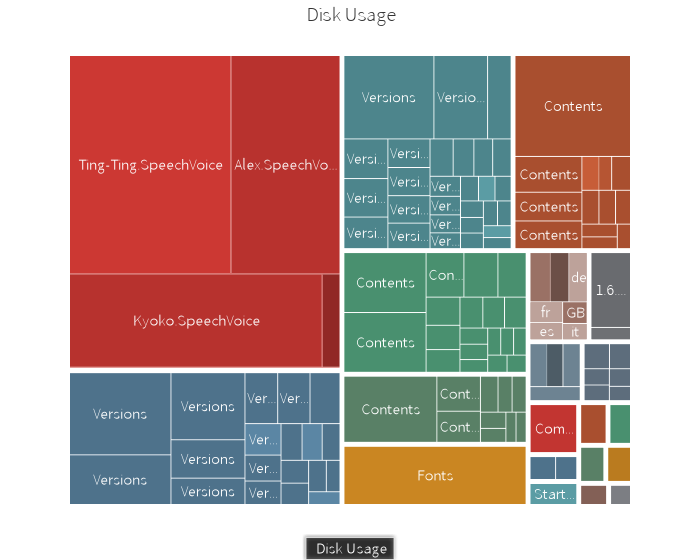 Disk Usage
Ting-Ting.SpeechVoice
Alex.SpeechVo...
Kyoko.SpeechVoice
Versions
Versio...
Versi...
Versi...
Versi...
Versi...
Versi...
Versi...
Versi...
Ver...
Ver...
Ver...
Ver...
Contents
Contents
Contents
Contents
Contents
Con...
Contents
de
fr
GB
es
it
1.6....
Versions
Versions
Versions
Versions
Versions
Ver...
Ver...
Ver...
Ver...
Ver...
Contents
Cont...
Cont...
Fonts
Com...
Start...
Disk Usage